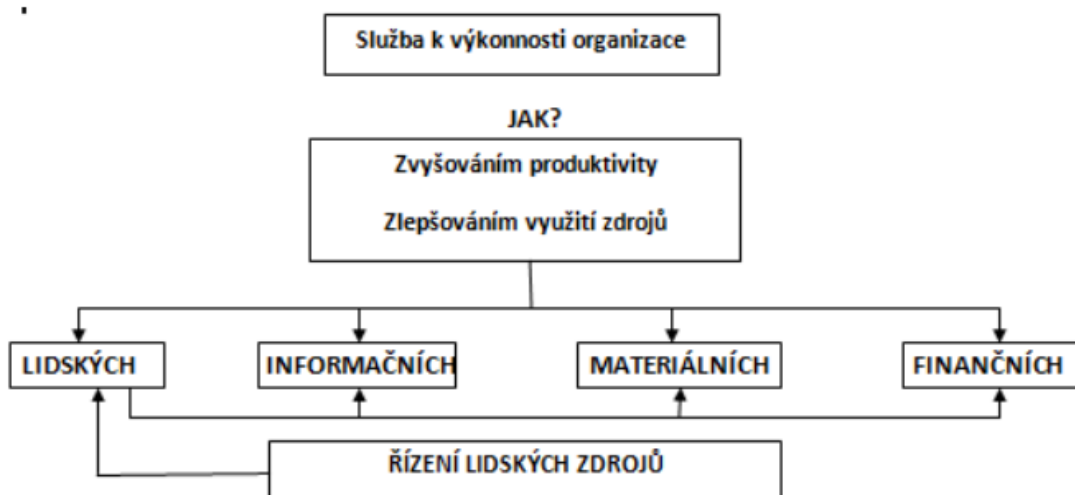 Služba k výkonnosti organizace
JAK?
Zvyšováním produktivity
Zlepšováním využití zdrojů
LIDSKÝCH
INFORMAČNÍCH
MATERIÁLNÍCH
FINANČNÍCH
ŘÍZENÍ LIDSKÝCH ZDROJŮ